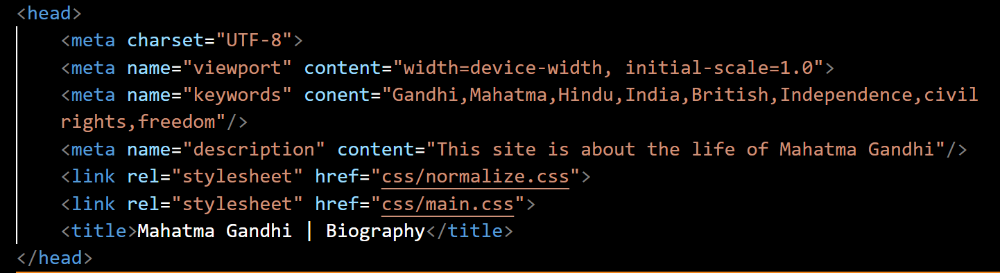 <head>
<meta charset="UTF-8">
<meta name="viewport" content="width=device-width, initial-scale=1.0">
<meta name="keywords" conent="Gandhi,Mahatma,Hindu,India,British,Independence,civil
rights,freedom"/>
<meta name="description" content="This site is about the life of Mahatma Gandhi"/>
<link rel="stylesheet" href="css/normalize.css">
<link rel="stylesheet" href="css/main.css">
<title>Mahatma Gandhi | Biography</title>
</head>